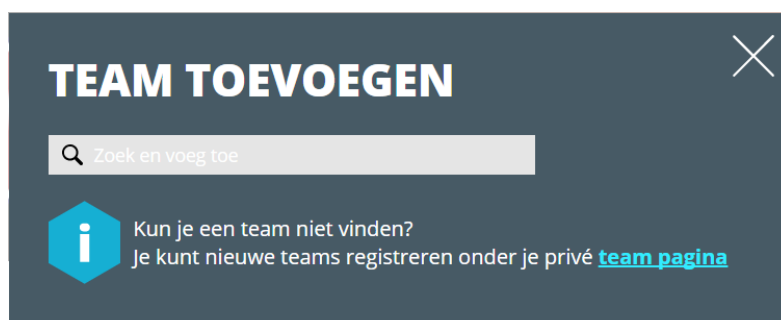 TEAM TOEVOEGEN
Zoek en voeg toe
Kun je een team niet vinden?
Je kunt nieuwe teams registreren onder je privé team pagina